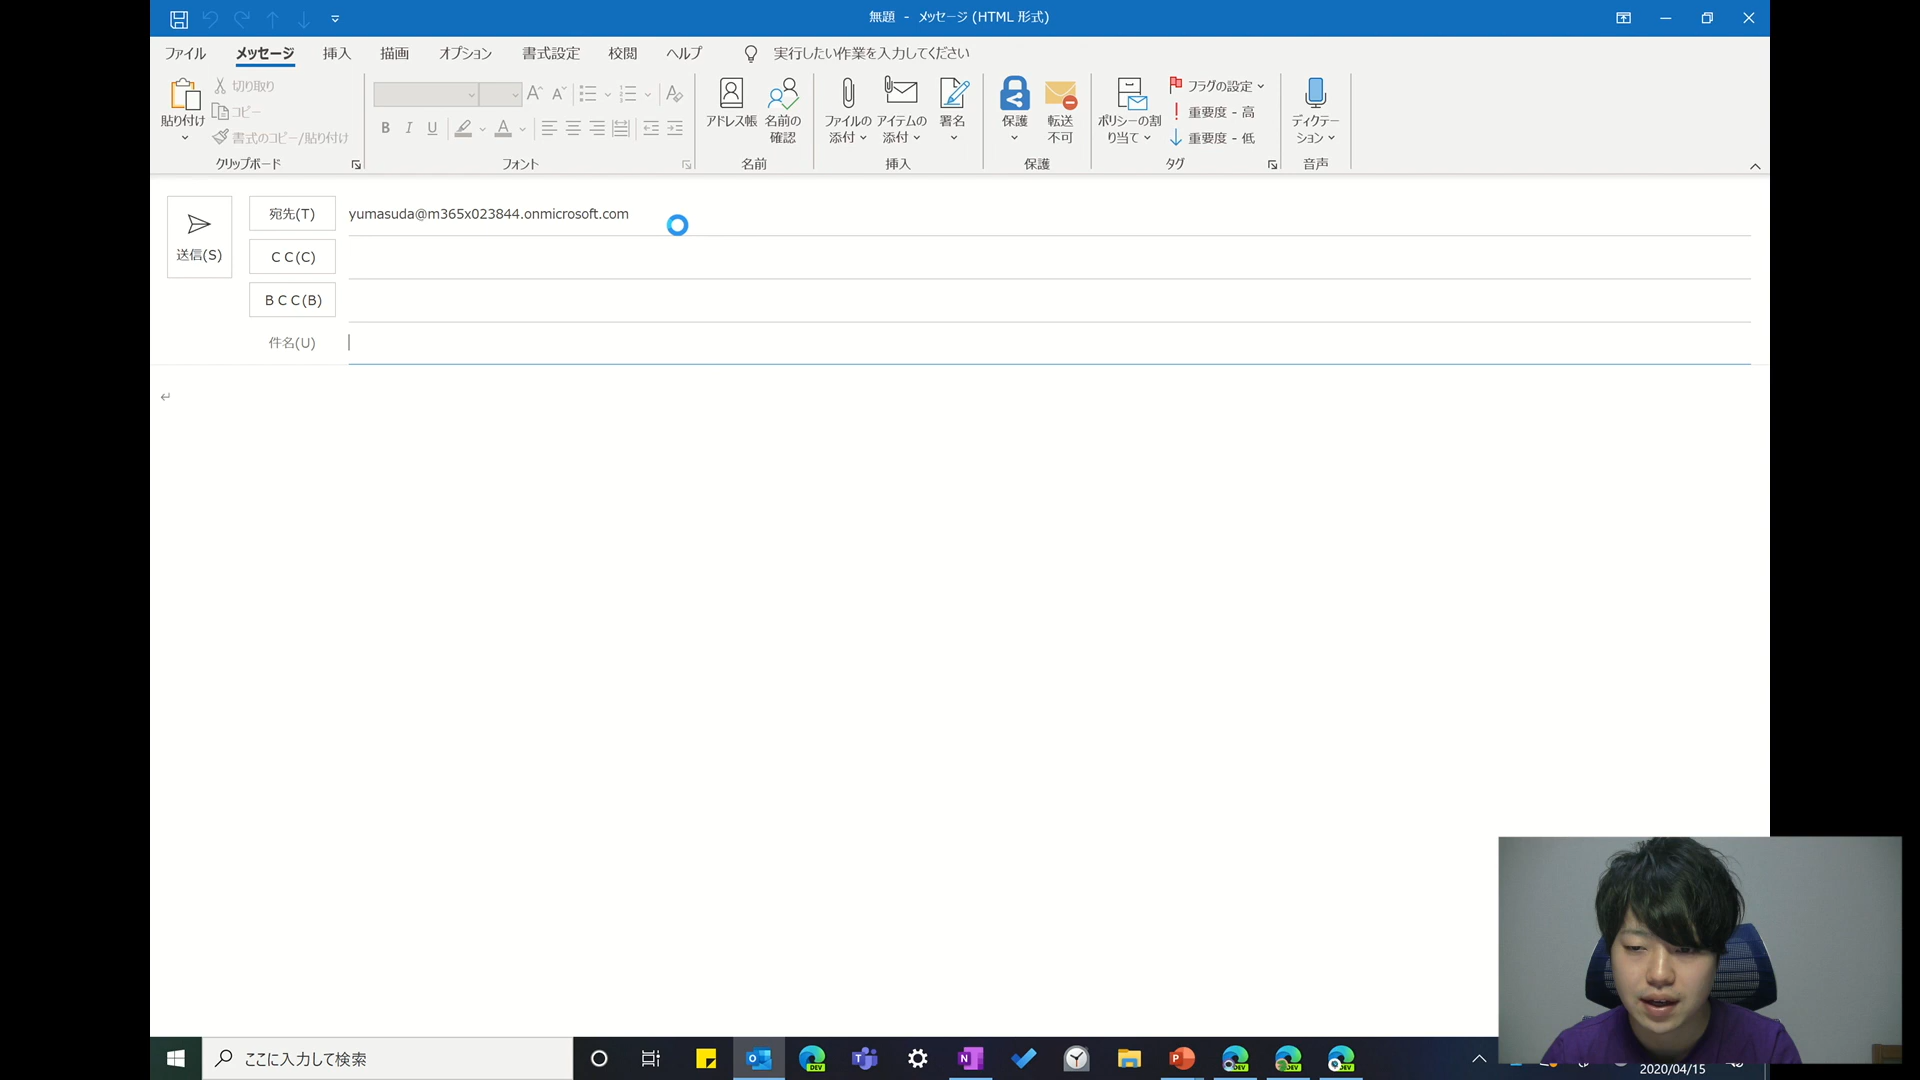 無題 - メッセージ (HTML 形式)
ファイル メッセージ 挿入 描画 オプション 書式設定 校閲 ヘルプ 実行したい作業を入力してください
貼り付け
切り取り
コピー
書式のコピー/貼り付け
クリップボード
B I U
フォント
アドレス帳
名前の
確認
名前
ファイルの
添付
アイテムの
添付
署名
挿入
保護
転送
不可
保護
ポリシーの割
り当て
フラグの設定
重要度 - 高
重要度 - 低
タグ
ディクテー
ション
音声
送信(S)
宛先(T) yumasuda@m365x023844.onmicrosoft.com
C C(C)
B C C(B)
件名(U)
ここに入力して検索
2020/04/15